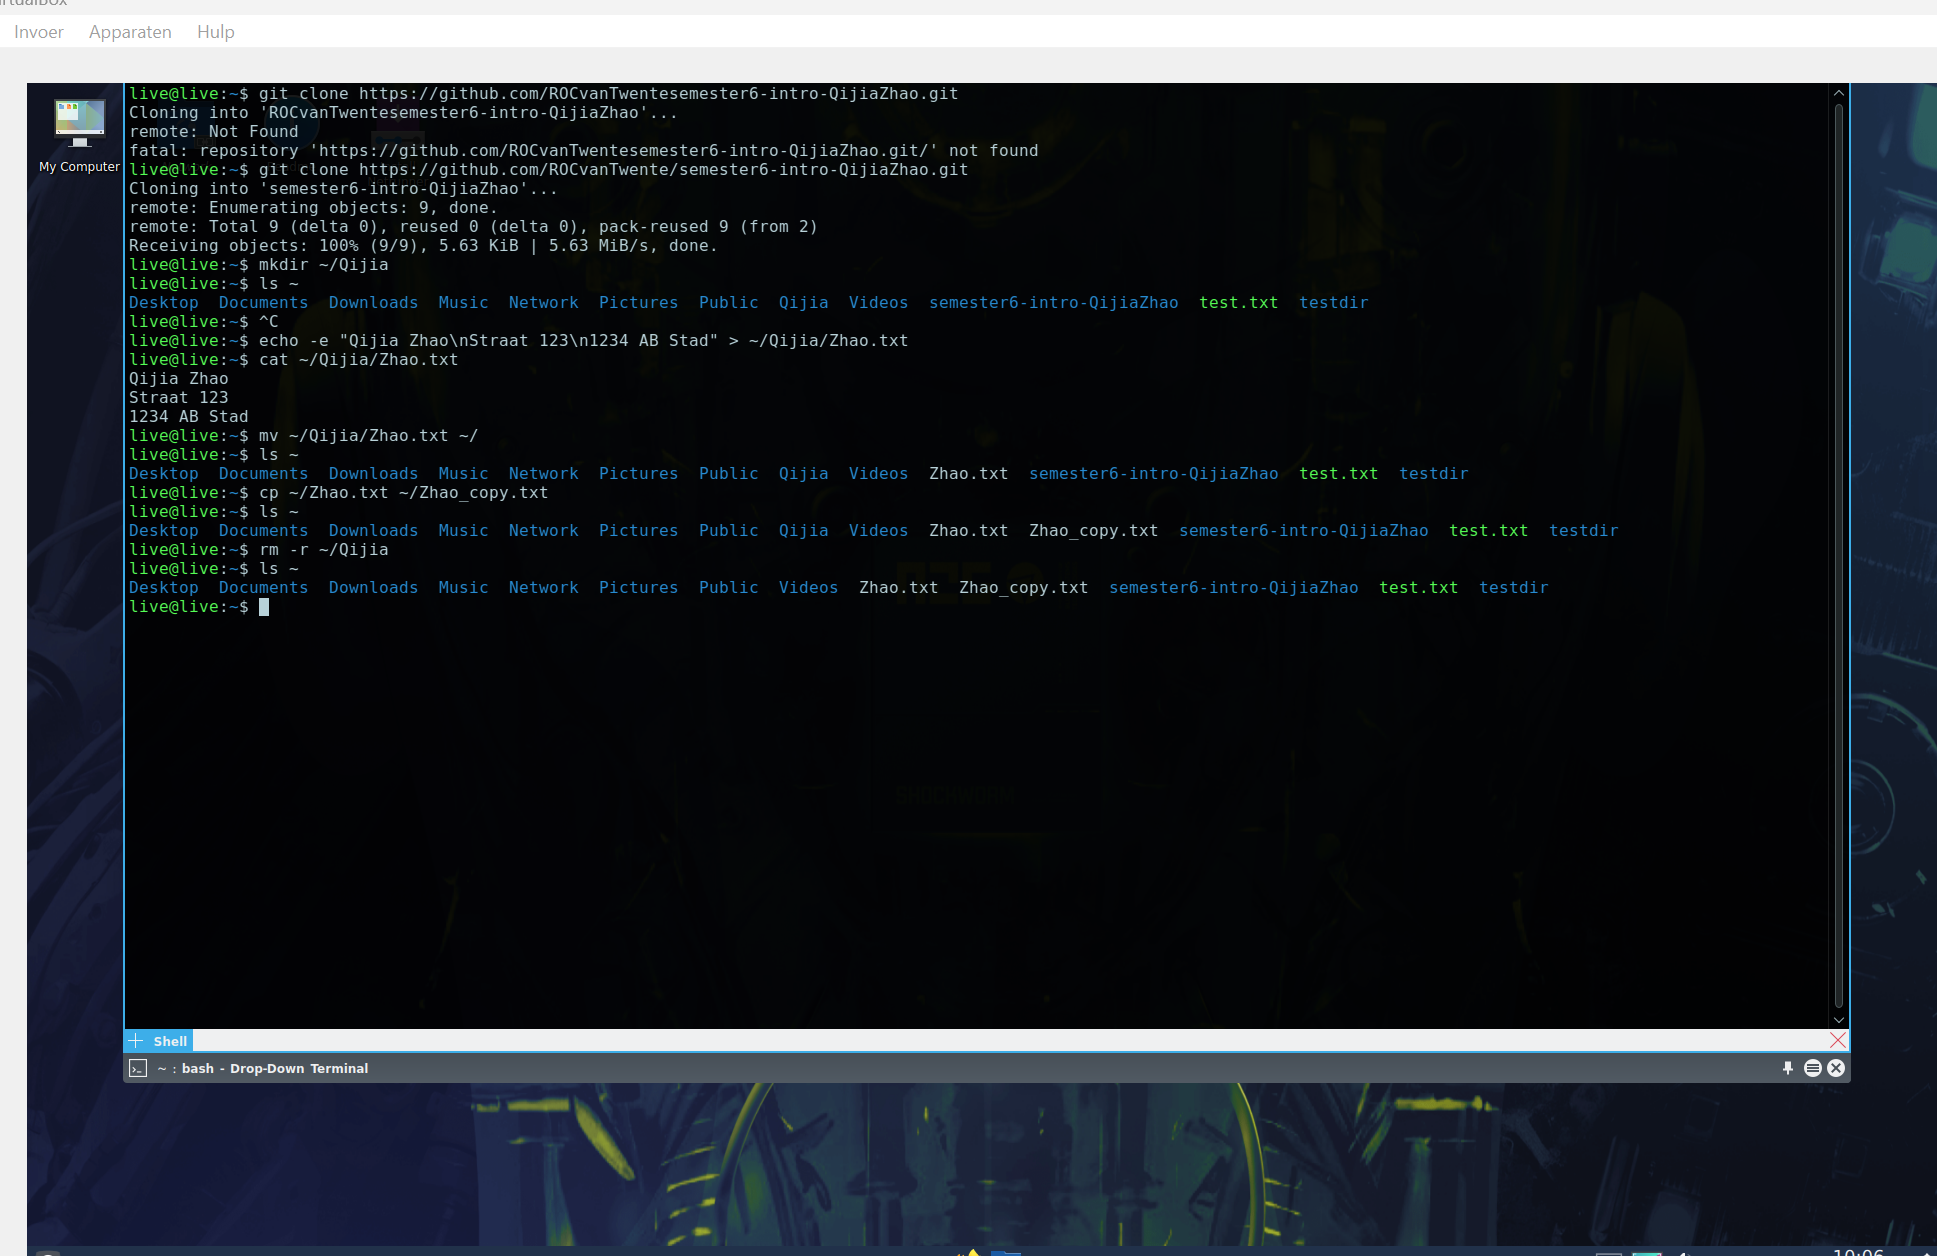 Invoer Apparaten Hulp
My Computer
live@live:~$ git clone https://github.com/ROCvanTwentesemester6-intro-QijiaZhao.git
Cloning into 'ROCvanTwentesemester6-intro-QijiaZhao'...
remote: Not Found
fatal: repository 'https://github.com/ROCvanTwentesemester6-intro-QijiaZhao.git/' not found
live@live:~$ git clone https://github.com/ROCvanTwente/semester6-intro-QijiaZhao.git
Cloning into 'semester6-intro-QijiaZhao'...
remote: Enumerating objects: 9, done.
remote: Total 9 (delta 0), reused 0 (delta 0), pack-reused 9 (from 2)
Receiving objects: 100% (9/9), 5.63 KiB | 5.63 MiB/s, done.
live@live:~$ mkdir ~/Qijia
live@live:~$ ls ~
Desktop Documents Downloads Music Network Pictures Public Qijia Videos semester6-intro-QijiaZhao test.txt testdir
live@live:~$ ^C
live@live:~$ echo -e "Qijia Zhao\nStraat 123\n1234 AB Stad" > ~/Qijia/Zhao.txt
live@live:~$ cat ~/Qijia/Zhao.txt
Qijia Zhao
Straat 123
1234 AB Stad
live@live:~$ mv ~/Qijia/Zhao.txt ~/
live@live:~$ ls ~
Desktop Documents Downloads Music Network Pictures Public Qijia Videos Zhao.txt semester6-intro-QijiaZhao test.txt testdir
live@live:~$ cp ~/Zhao.txt ~/Zhao_copy.txt
live@live:~$ ls ~
Desktop Documents Downloads Music Network Pictures Public Qijia Videos Zhao.txt Zhao_copy.txt semester6-intro-QijiaZhao test.txt testdir
live@live:~$ rm -r ~/Qijia
live@live:~$ ls ~
Desktop Documents Downloads Music Network Pictures Public Videos Zhao.txt Zhao_copy.txt semester6-intro-QijiaZhao test.txt testdir
live@live:~$
Shell
~ : bash - Drop-Down Terminal